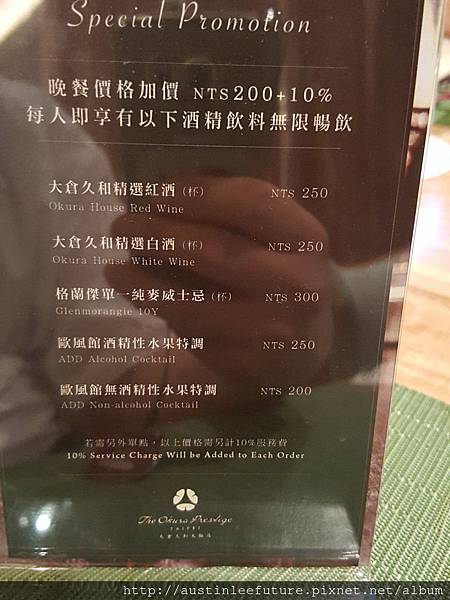 Special Promotion
晚餐價格加價 NT$200+10%
每人即享有以下酒精飲料無限暢飲
大倉久和精選紅酒(杯) NT$ 250
Okura House Red Wine
大倉久和精選白酒(杯) NT$ 250
Okura House White Wine
格蘭傑單一純麥威士忌(杯) NT$ 300
Glenmorangie 10Y
歐風館酒精性水果特調 NT$ 250
ADD Alcohol Cocktail
歐風館無酒精性水果特調 NT$ 200
ADD Non-alcohol Cocktail
若需另外單點,以上價格需另計10%服務費
10% Service Charge Will be Added to Each Order
The Okura Prestige
TAIPEI
大倉久和大飯店
http://austinleefuture.pixnet.net/album